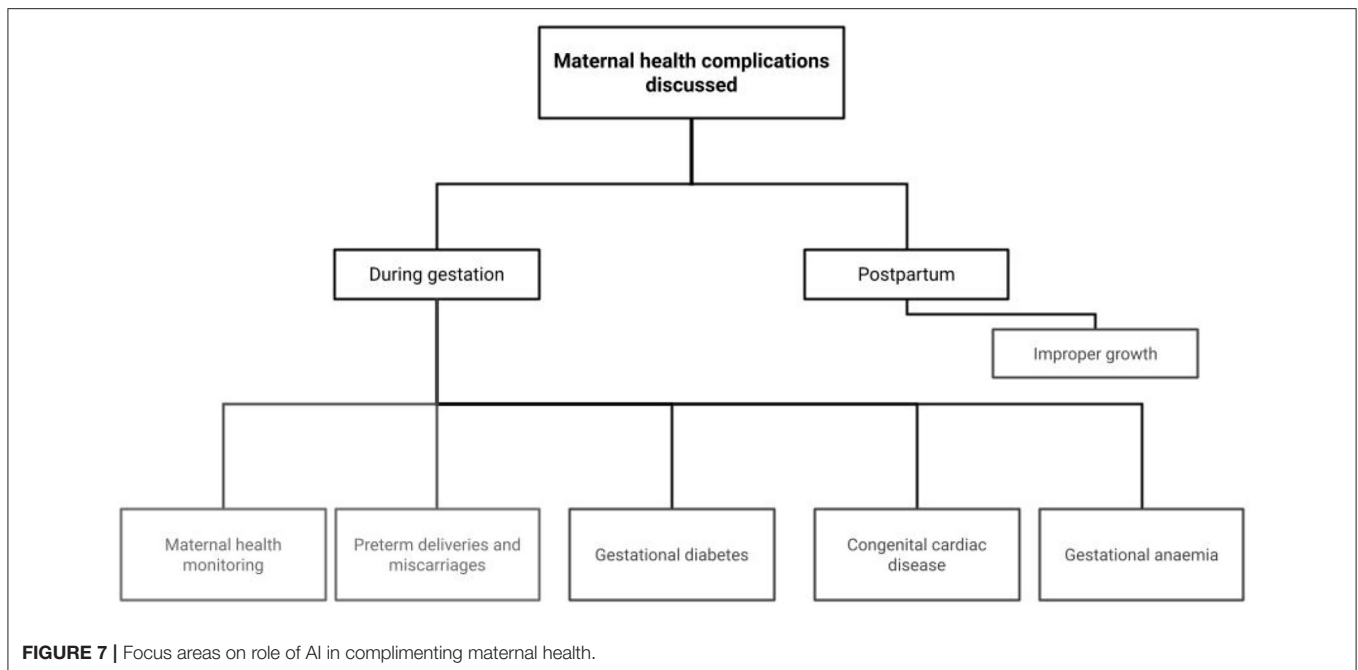 Maternal health complications
discussed
During gestation
Postpartum
Improper growth
Maternal health
monitoring
Preterm deliveries and
miscarriages
Gestational diabetes
Congenital cardiac
disease
Gestational anaemia
FIGURE 7 | Focus areas on role of AI in complimenting maternal health.